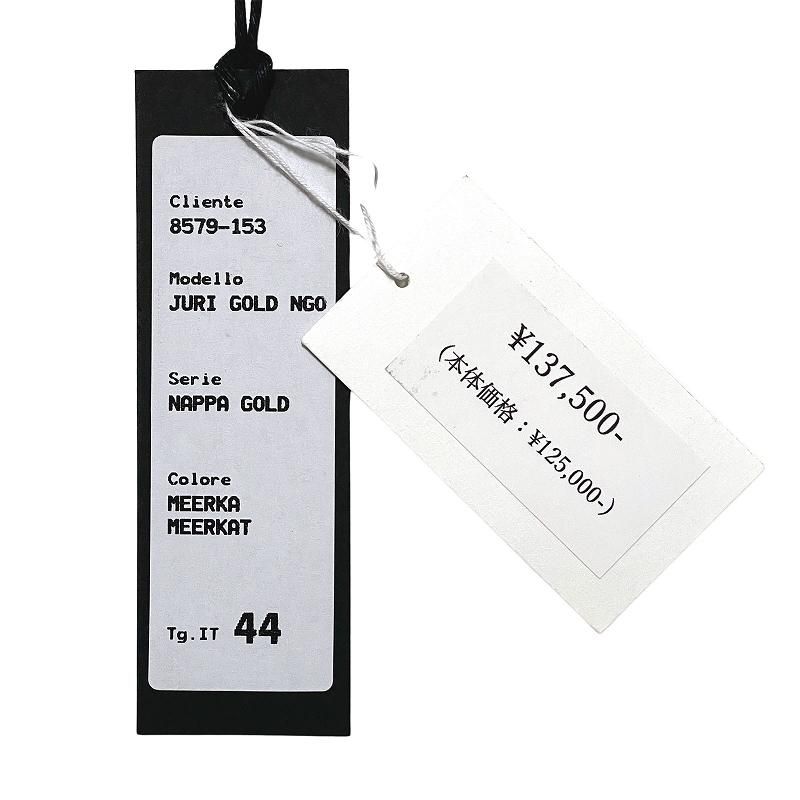 Cliente
8579-153
Modello
JURI GOLD NGO
Serie
NAPPA GOLD
Colore
MEERKA
MEERKAT
Tg.IT 44
¥137,500-
(本体価格：¥125,000-)